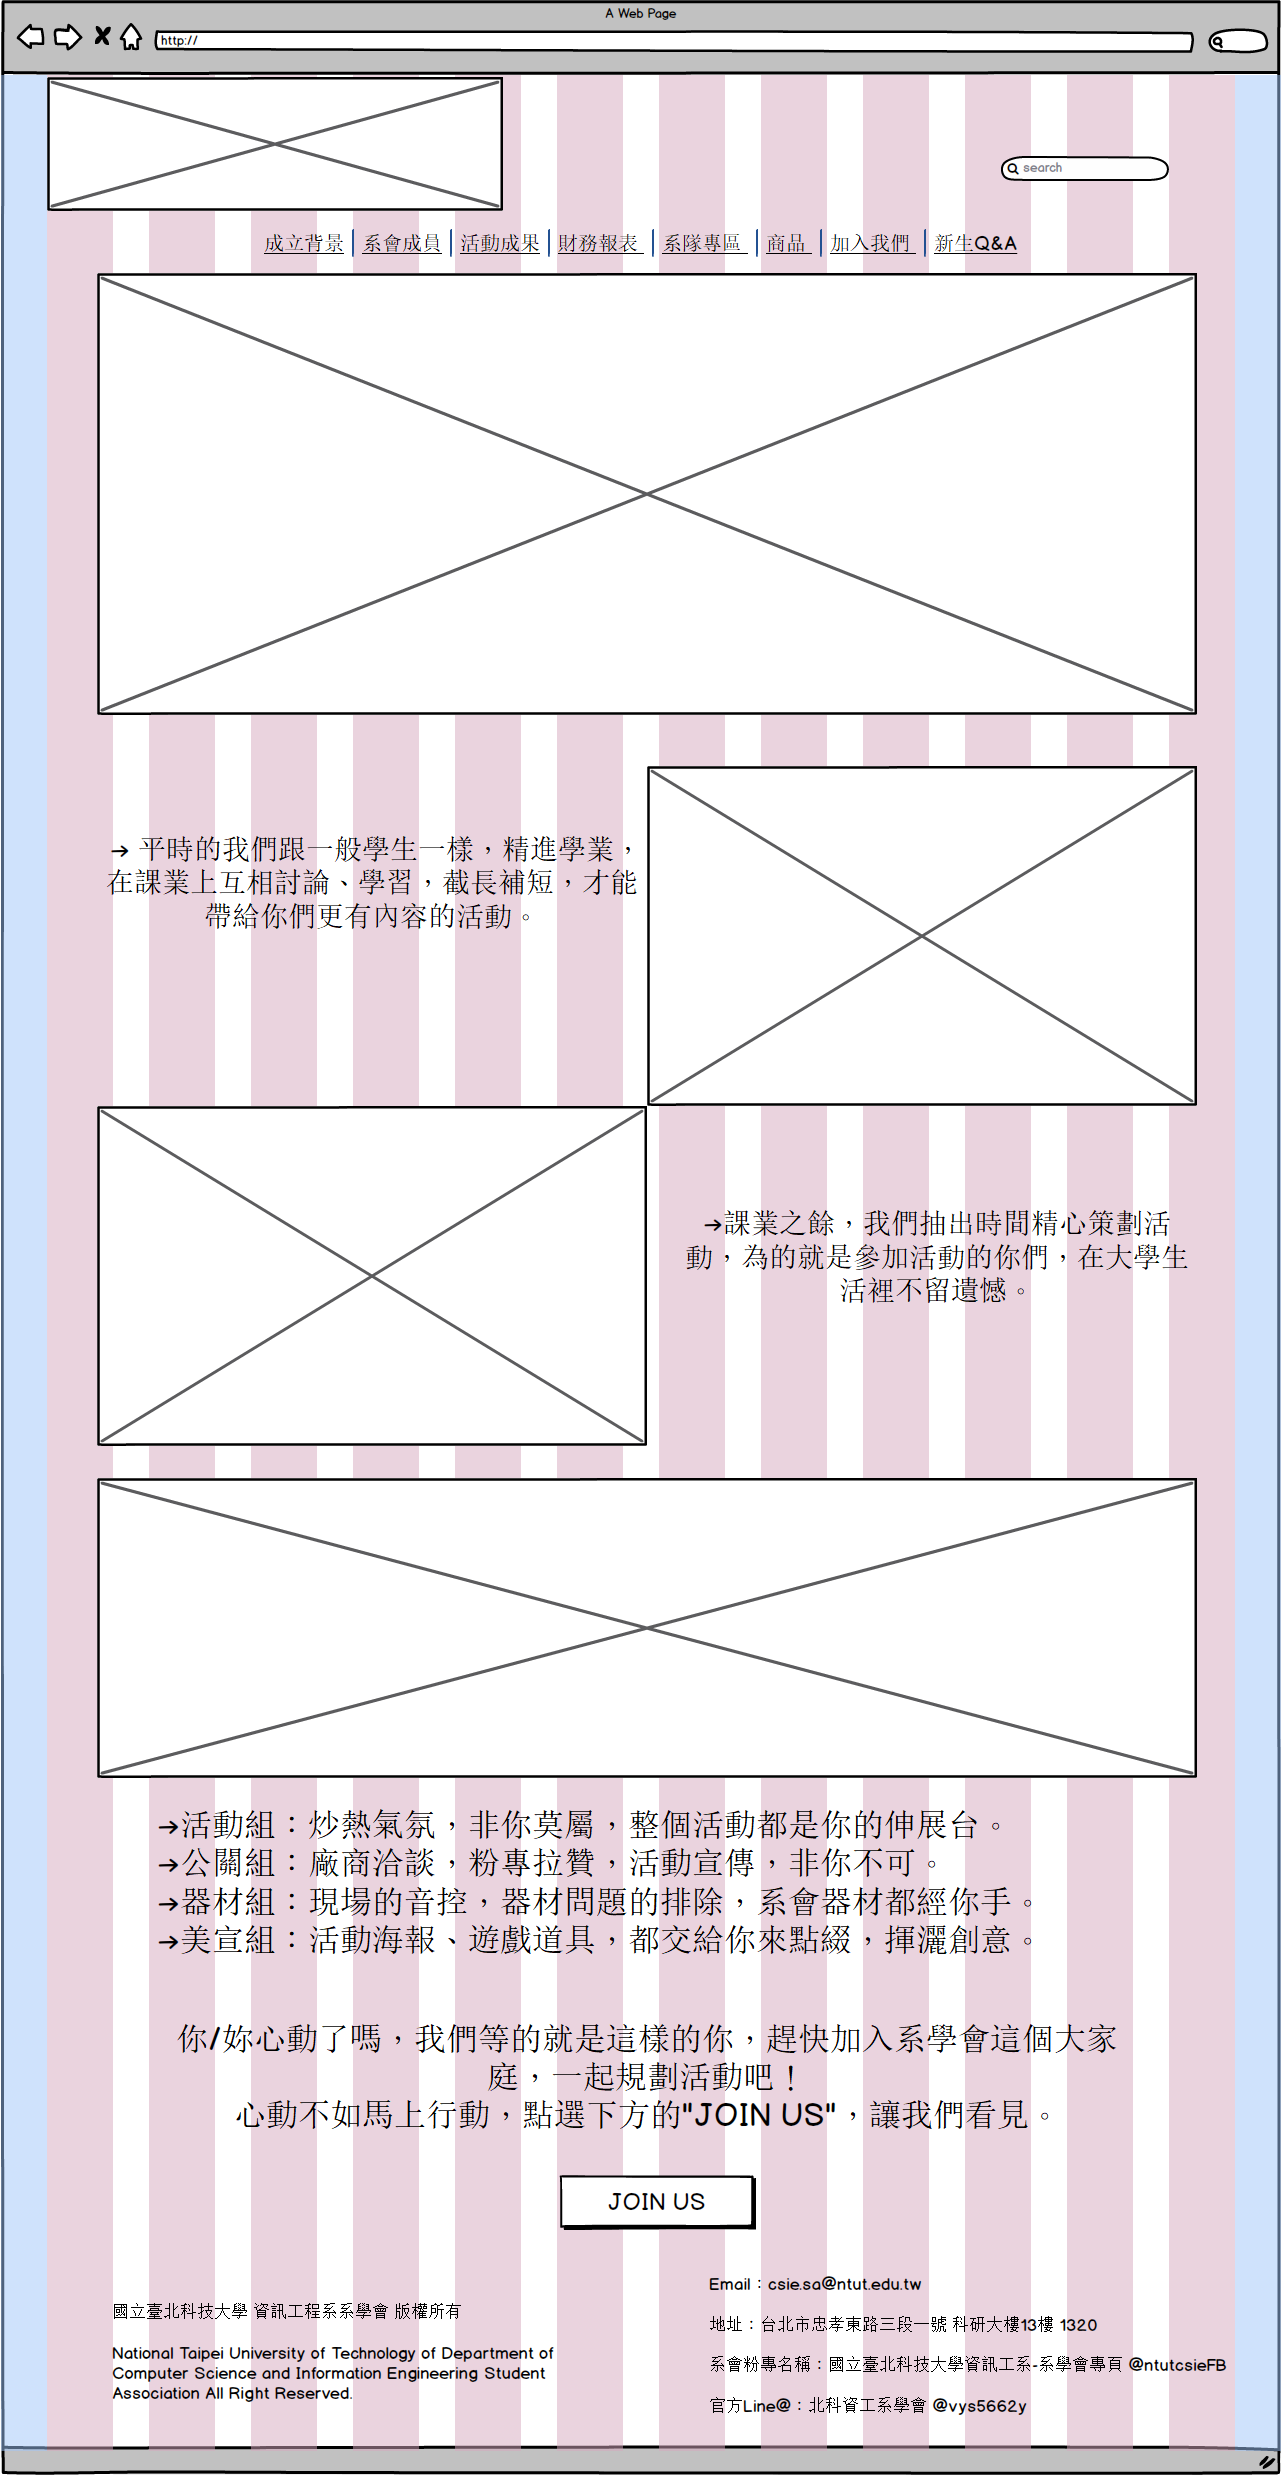 A Web Page
http://
search
成立背景 系會成員 活動成果 財務報表 系隊專區 商品 加入我們 新生Q&A
→ 平時的我們跟一般學生一樣，精進學業，
在課業上互相討論、學習，截長補短，才能
帶給你們更有內容的活動。
→課業之餘，我們抽出時間精心策劃活
動，為的就是參加活動的你們，在大學生
活裡不留遺憾。
→活動組：炒熱氣氛，非你莫屬，整個活動都是你的伸展台。
→公關組：廠商洽談，粉專拉贊，活動宣傳，非你不可。
→器材組：現場的音控，器材問題的排除，系會器材都經你手。
→美宣組：活動海報、遊戲道具，都交給你來點綴，揮灑創意。
你/妳心動了嗎，我們等的就是這樣的你，趕快加入系學會這個大家
庭，一起規劃活動吧！
心動不如馬上行動，點選下方的"JOIN US"，讓我們看見。
JOIN US
國立臺北科技大學 資訊工程系系學會 版權所有
National Taipei University of Technology of Department of
Computer Science and Information Engineering Student
Association All Right Reserved.
Email：csie.sa@ntut.edu.tw
地址：台北市忠孝東路三段一號 科研大樓13樓 1320
系會粉專名稱：國立臺北科技大學資訊工系-系學會專頁 @ntutcsieFB
官方Line@：北科資工系學會 @vys5662y